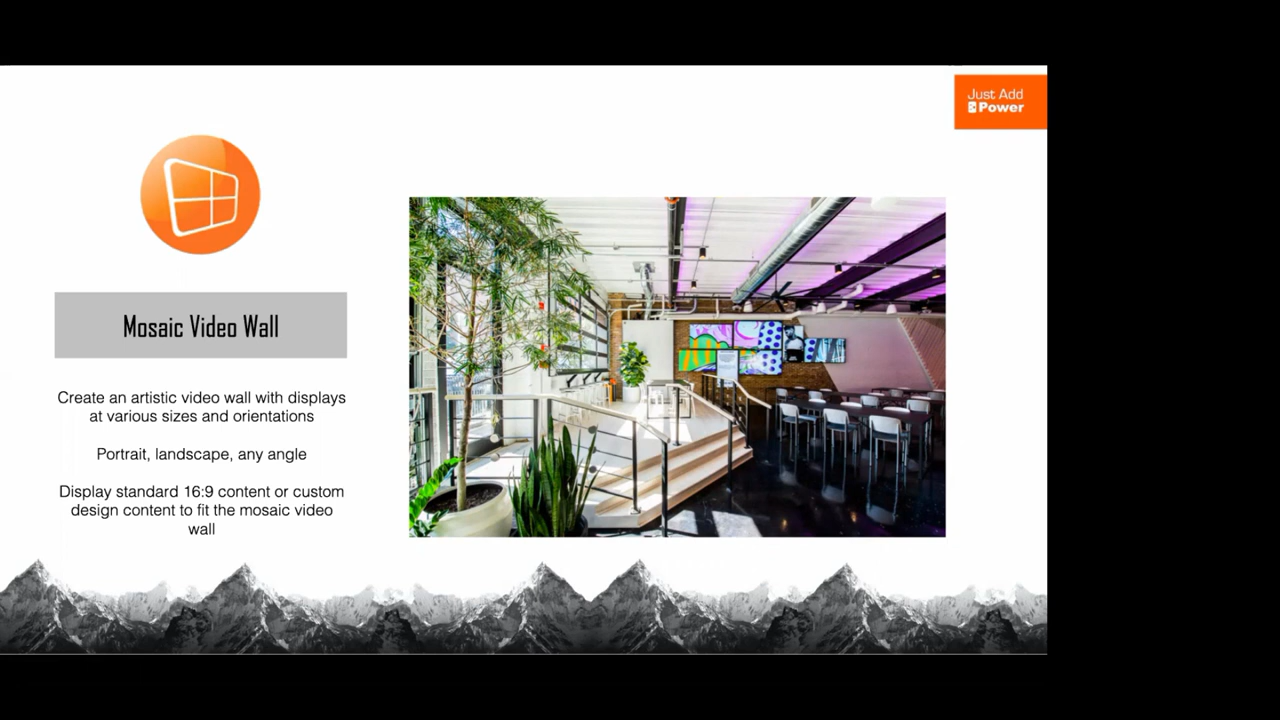 Just Add
Power
Mosaic Video Wall
Create an artistic video wall with displays
at various sizes and orientations
Portrait, landscape, any angle
Display standard 16:9 content or custom
design content to fit the mosaic video
wall